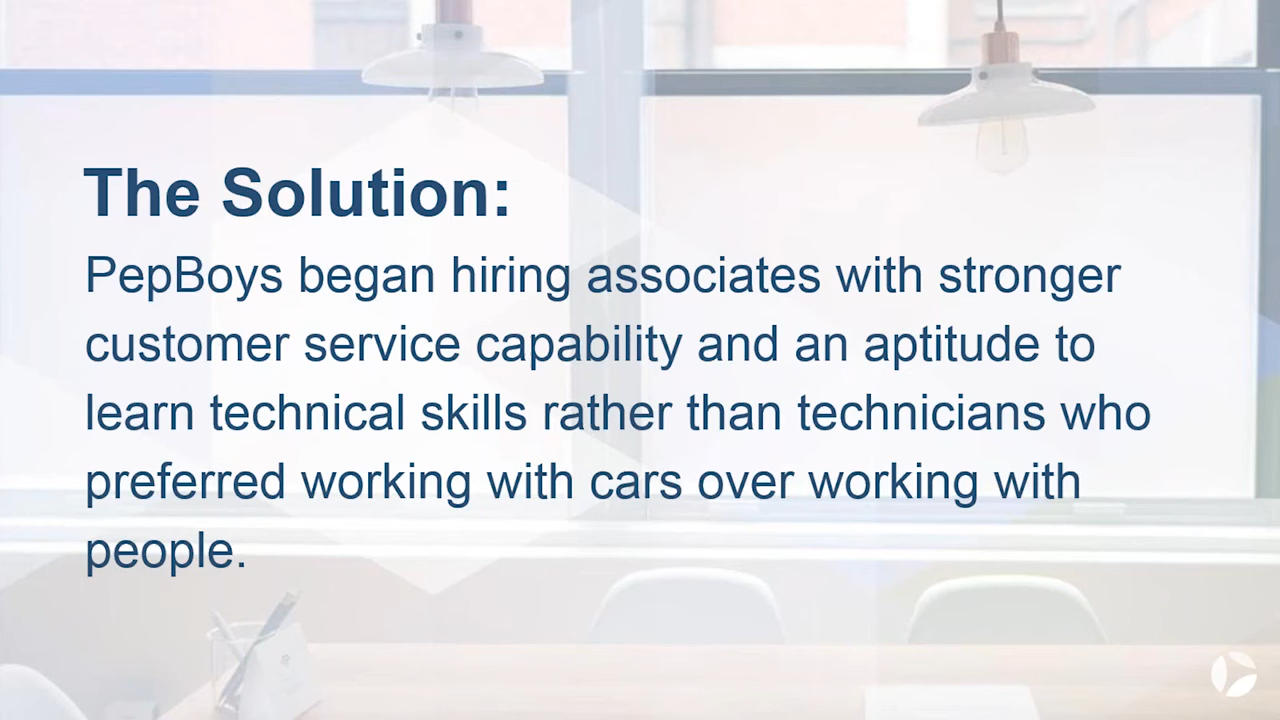 The Solution:
PepBoys began hiring associates with stronger
customer service capability and an aptitude to
learn technical skills rather than technicians who
preferred working with cars over working with
people.